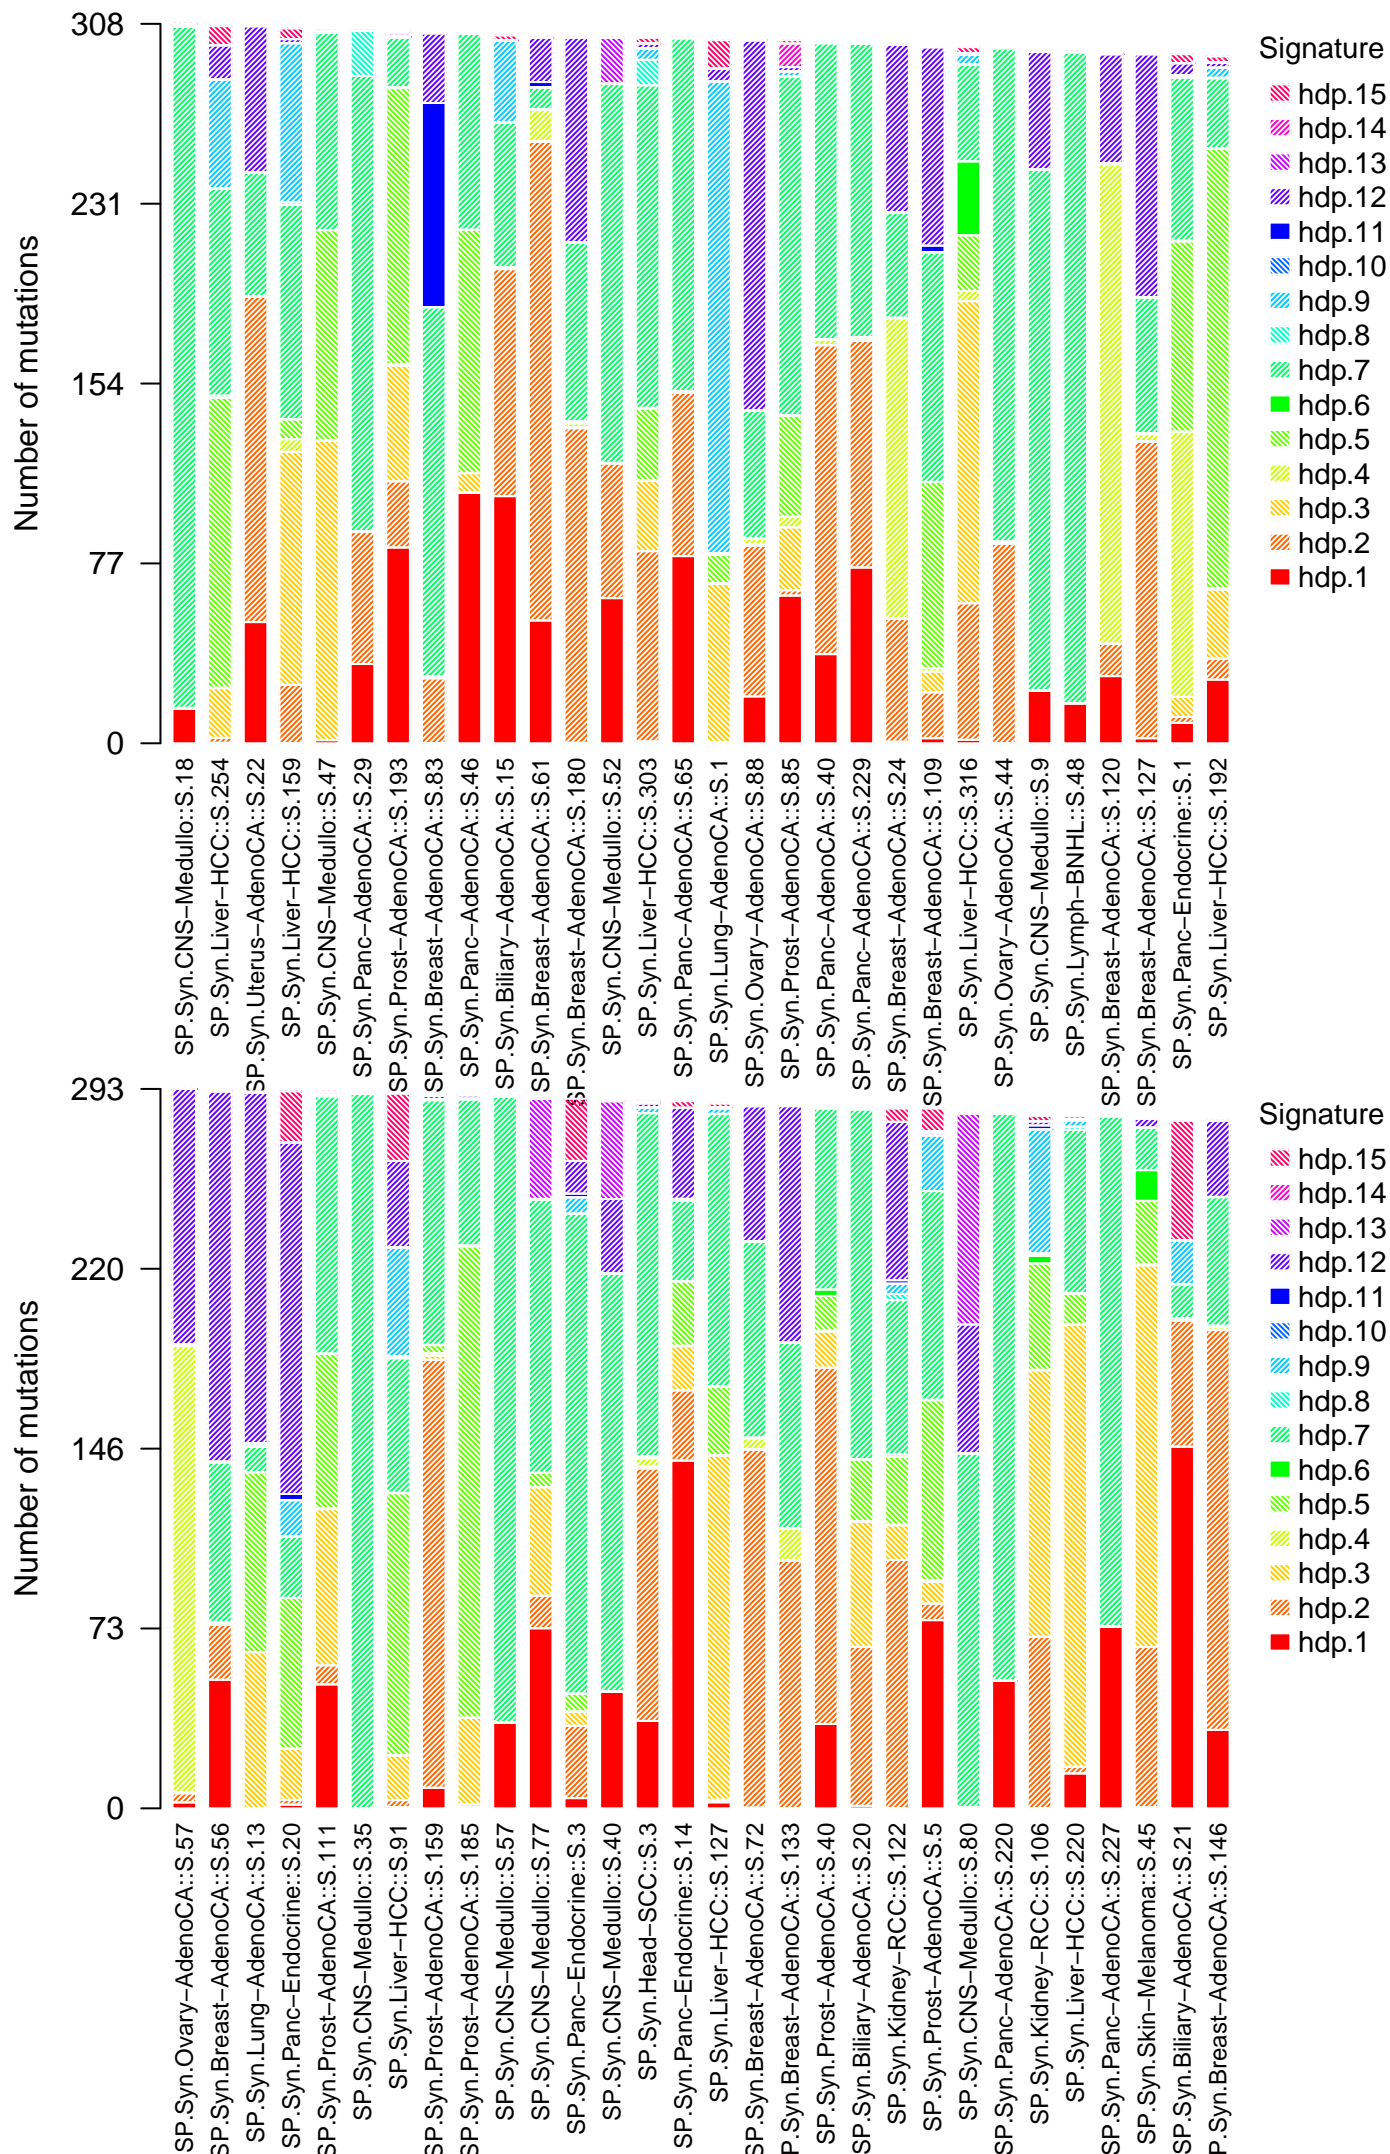 Number of mutations
308
231
154
77
0
Signature
hdp.15
hdp.14
hdp.13
hdp.12
hdp.11
hdp.10
hdp.9
hdp.8
hdp.7
hdp.6
hdp.5
hdp.4
hdp.3
hdp.2
hdp.1
SP.Syn.CNS−Medullo::S.18
SP.Syn.Liver−HCC::S.254
SP.Syn.Uterus−AdenoCA::S.22
SP.Syn.Liver−HCC::S.159
SP.Syn.CNS−Medullo::S.47
SP.Syn.Panc−AdenoCA::S.29
SP.Syn.Prost−AdenoCA::S.193
SP.Syn.Breast−AdenoCA::S.83
SP.Syn.Panc−AdenoCA::S.46
SP.Syn.Biliary−AdenoCA::S.15
SP.Syn.Breast−AdenoCA::S.61
SP.Syn.Breast−AdenoCA::S.180
SP.Syn.CNS−Medullo::S.52
SP.Syn.Liver−HCC::S.303
SP.Syn.Panc−AdenoCA::S.65
SP.Syn.Lung−AdenoCA::S.1
SP.Syn.Ovary−AdenoCA::S.88
SP.Syn.Prost−AdenoCA::S.85
SP.Syn.Panc−AdenoCA::S.40
SP.Syn.Panc−AdenoCA::S.229
SP.Syn.Breast−AdenoCA::S.24
SP.Syn.Breast−AdenoCA::S.109
SP.Syn.Liver−HCC::S.316
SP.Syn.Ovary−AdenoCA::S.44
SP.Syn.CNS−Medullo::S.9
SP.Syn.Lymph−BNHL::S.48
SP.Syn.Breast−AdenoCA::S.120
SP.Syn.Breast−AdenoCA::S.127
SP.Syn.Panc−Endocrine::S.1
SP.Syn.Liver−HCC::S.192
Number of mutations
293
220
146
73
0
Signature
hdp.15
hdp.14
hdp.13
hdp.12
hdp.11
hdp.10
hdp.9
hdp.8
hdp.7
hdp.6
hdp.5
hdp.4
hdp.3
hdp.2
hdp.1
SP.Syn.Ovary−AdenoCA::S.57
SP.Syn.Breast−AdenoCA::S.56
SP.Syn.Lung−AdenoCA::S.13
SP.Syn.Panc−Endocrine::S.20
SP.Syn.Prost−AdenoCA::S.111
SP.Syn.CNS−Medullo::S.35
SP.Syn.Liver−HCC::S.91
SP.Syn.Prost−AdenoCA::S.159
SP.Syn.Prost−AdenoCA::S.185
SP.Syn.CNS−Medullo::S.57
SP.Syn.CNS−Medullo::S.77
SP.Syn.Panc−Endocrine::S.3
SP.Syn.CNS−Medullo::S.40
SP.Syn.Head−SCC::S.3
SP.Syn.Panc−Endocrine::S.14
SP.Syn.Liver−HCC::S.127
SP.Syn.Breast−AdenoCA::S.72
P.Syn.Breast−AdenoCA::S.133
SP.Syn.Prost−AdenoCA::S.40
SP.Syn.Biliary−AdenoCA::S.20
SP.Syn.Kidney−RCC::S.122
SP.Syn.Prost−AdenoCA::S.5
SP.Syn.CNS−Medullo::S.80
SP.Syn.Panc−AdenoCA::S.220
SP.Syn.Kidney−RCC::S.106
SP.Syn.Liver−HCC::S.220
SP.Syn.Panc−AdenoCA::S.227
SP.Syn.Skin−Melanoma::S.45
SP.Syn.Biliary−AdenoCA::S.21
P.Syn.Breast−AdenoCA::S.146